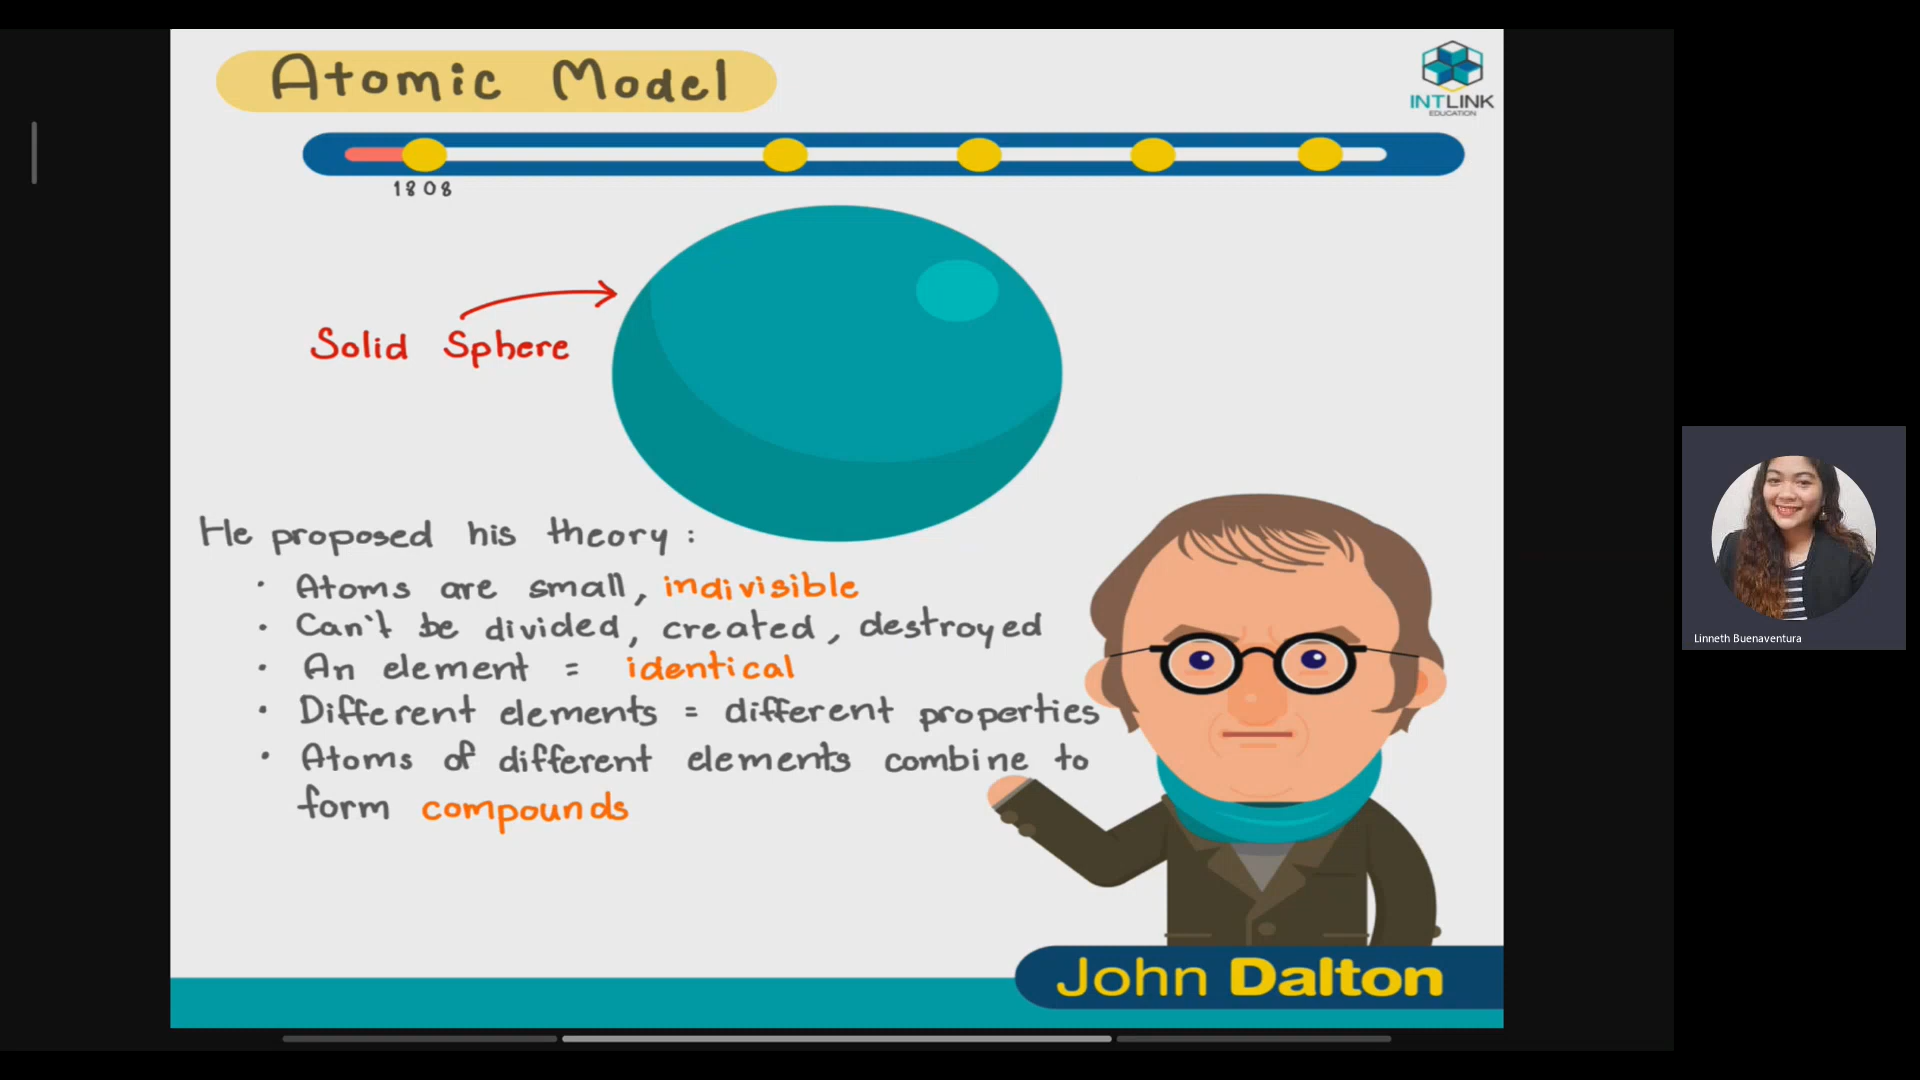 Atomic Model
INTLINK
EDUCATION
1808
Solid Sphere
He proposed his theory :
· Atoms are small, indivisible
· Can't be divided, created, destroyed
· An element = identical
· Different elements = different properties
· Atoms of different elements combine to
form compounds
John Dalton
Linneth Buenaventura